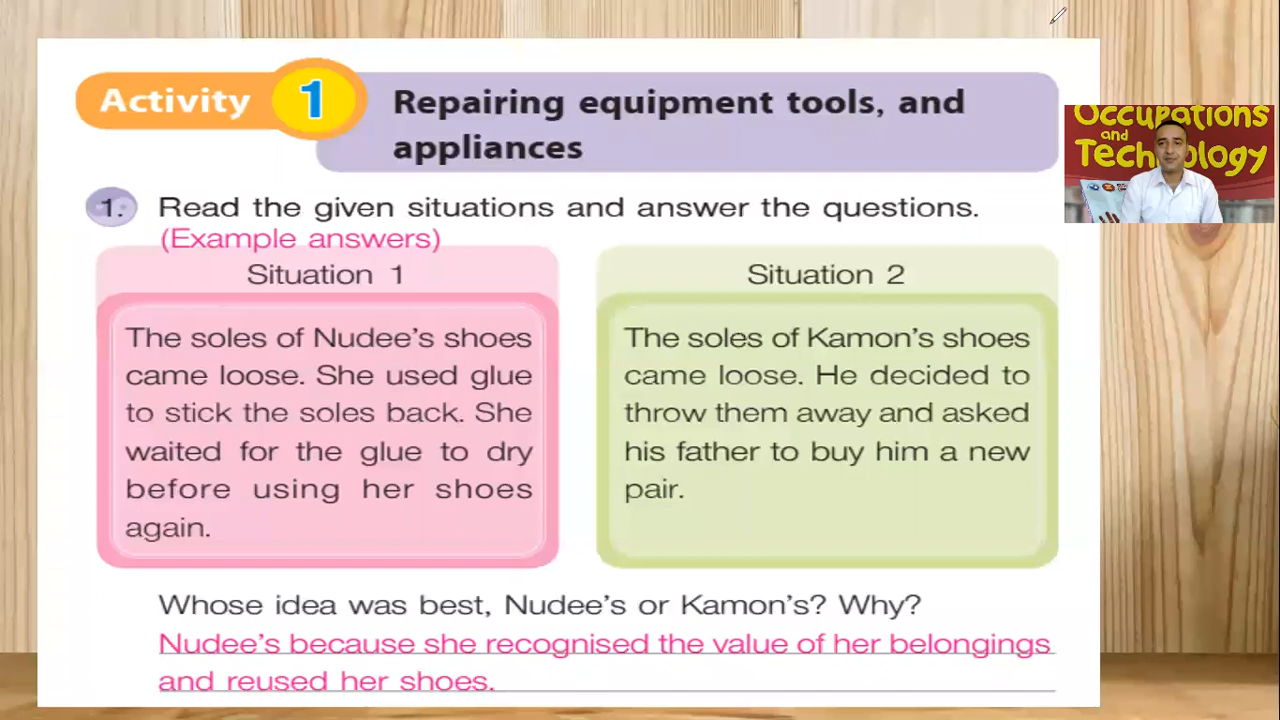 Activity 1
Repairing equipment tools, and
appliances
Occupations
and
Technology
1. Read the given situations and answer the questions.
(Example answers)
Situation 1
The soles of Nudee's shoes
came loose. She used glue
to stick the soles back. She
waited for the glue to dry
before using her shoes
again.
Situation 2
The soles of Kamon's shoes
came loose. He decided to
throw them away and asked
his father to buy him a new
pair.
Whose idea was best, Nudee's or Kamon's? Why?
Nudee's because she recognised the value of her belongings
and reused her shoes.